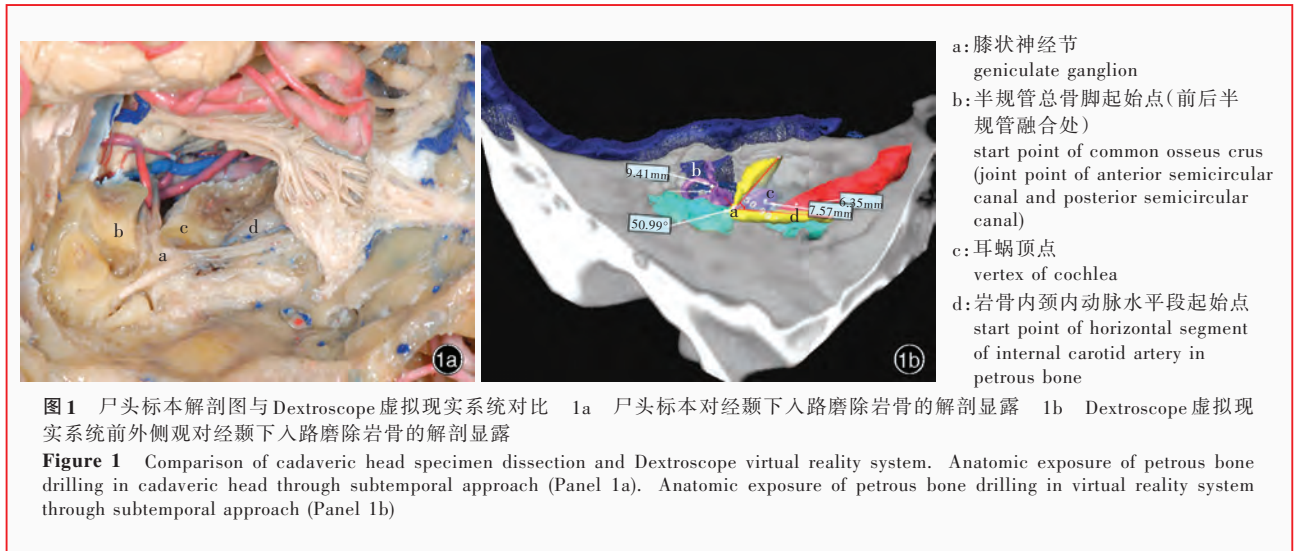 b
c
d
a
1a
9.41mm
b
c
6.35mm
7.57mm
a
d
50.99°
1b
a:膝状神经节
geniculate ganglion
b:半规管总骨脚起始点(前后半
规管融合处)
start point of common osseus crus
(joint point of anterior semicircular
canal and posterior semicircular
canal)
c:耳蜗顶点
vertex of cochlea
d:岩骨内颈内动脉水平段起始点
start point of horizontal segment
of internal carotid artery in
petrous bone
图1 尸头标本解剖图与Dextroscope虚拟现实系统对比 1a 尸头标本对经颞下入路磨除岩骨的解剖显露 1b Dextroscope虚拟现
实系统前外侧观对经颞下入路磨除岩骨的解剖显露
Figure 1 Comparison of cadaveric head specimen dissection and Dextroscope virtual reality system. Anatomic exposure of petrous bone
drilling in cadaveric head through subtemporal approach (Panel 1a). Anatomic exposure of petrous bone drilling in virtual reality system
through subtemporal approach (Panel 1b)